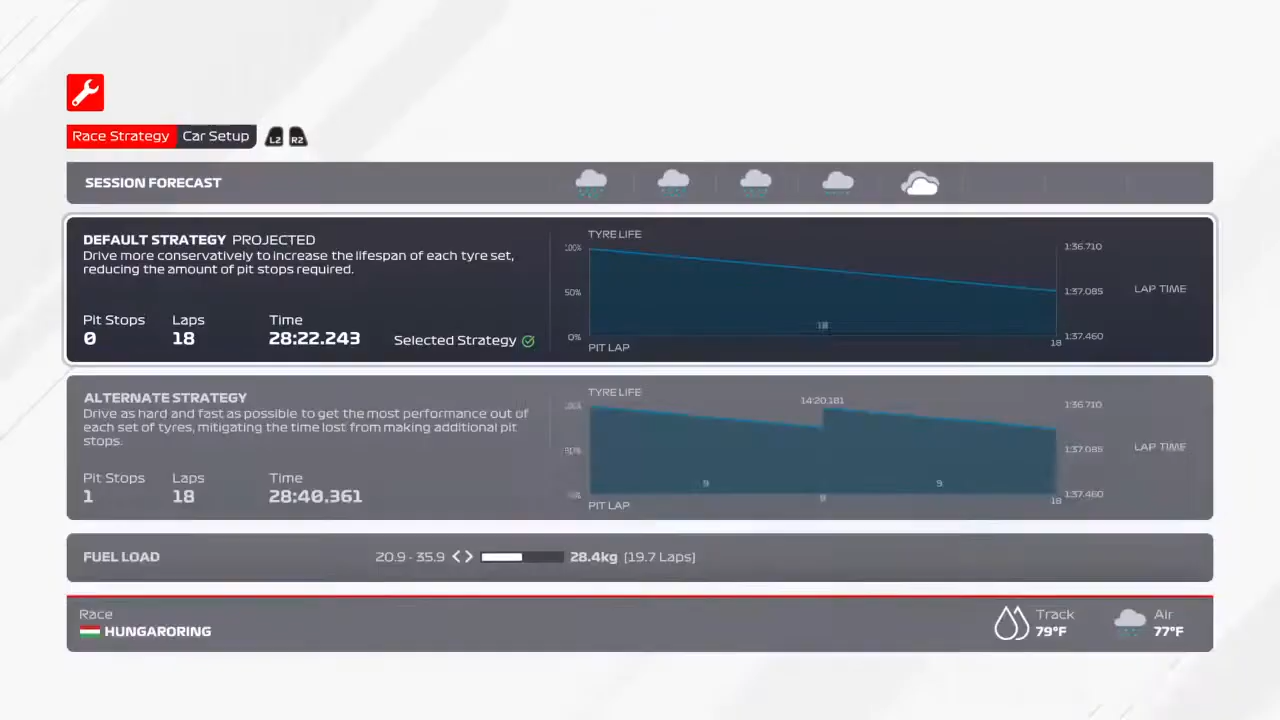 Race Strategy Car Setup L2 R2
SESSION FORECAST
DEFAULT STRATEGY PROJECTED
Drive more conservatively to increase the lifespan of each tyre set,
reducing the amount of pit stops required.
Pit Stops Laps Time
0 18 28:22.243 Selected Strategy
TYRE LIFE
100%
50%
0%
PIT LAP
18
18
1:36.710
1:37.085
1:37.460
LAP TIME
ALTERNATE STRATEGY
Drive as hard and fast as possible to get the most performance out of
each set of tyres, mitigating the time lost from making additional pit
stops.
Pit Stops Laps Time
1 18 28:40.361
TYRE LIFE
14:20.181
PIT LAP
9
9
18
1:36.710
1:37.085
1:37.460
LAP TIME
FUEL LOAD 20.9 - 35.9 <> 28.4kg [19.7 Laps]
Race
HUNGARORING
Track
79°F
Air
77°F